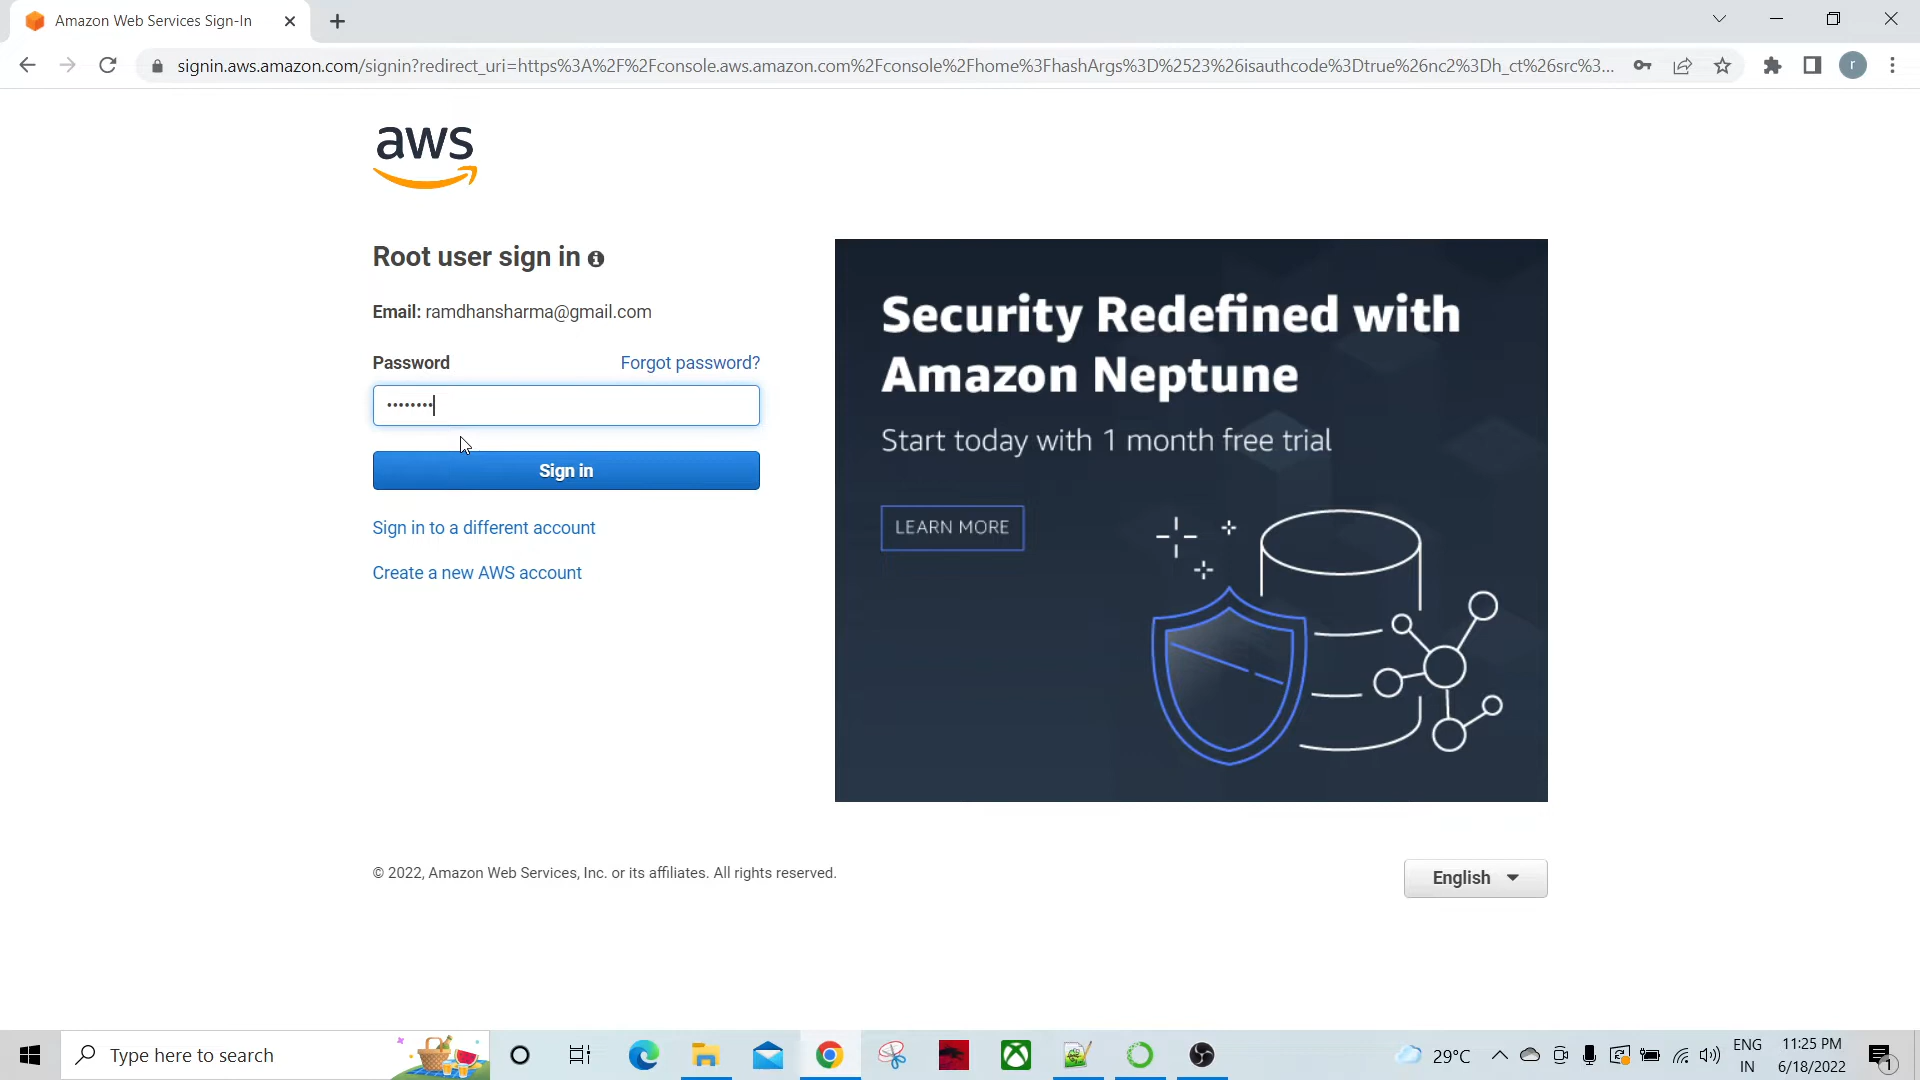 Amazon Web Services Sign-In
signin.aws.amazon.com/signin?redirect_uri=https%3A%2F%2Fconsole.aws.amazon.com%2Fconsole%2Fhome%3FhashArgs%3D%2523%26isauthcode%3Dtrue%26nc2%3Dh_ct%26src%3...
r
aws
Root user sign in
Email: ramdhansharma@gmail.com
Password Forgot password?
••••••••
Sign in
Sign in to a different account
Create a new AWS account
Security Redefined with
Amazon Neptune
Start today with 1 month free trial
LEARN MORE
© 2022, Amazon Web Services, Inc. or its affiliates. All rights reserved.
English
Type here to search
29°C
ENG
IN
11:25 PM
6/18/2022
1